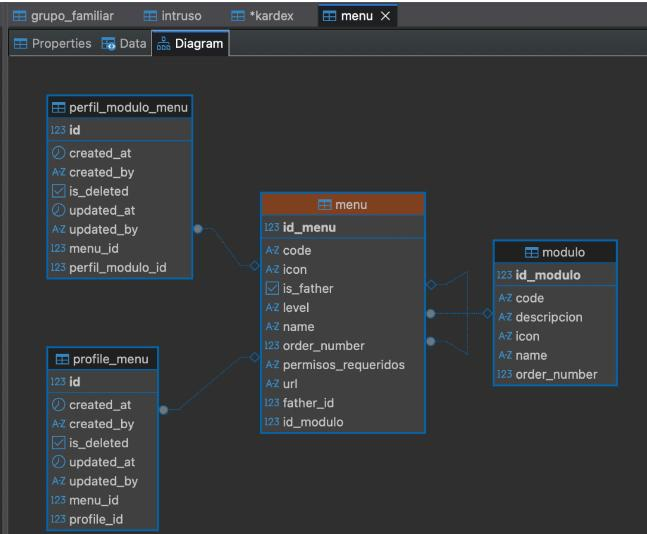 grupo_familiar intruso *kardex menu
Properties Data Diagram
perfil_modulo_menu
123 id
created_at
A-Z created_by
is_deleted
updated_at
A-Z updated_by
123 menu_id
123 perfil_modulo_id
menu
123 id_menu
A-Z code
A-Z icon
is_father
A-Z level
A-Z name
123 order_number
A-Z permisos_requeridos
A-Z url
123 father_id
123 id_modulo
modulo
123 id_modulo
A-Z code
A-Z descripcion
A-Z icon
A-Z name
123 order_number
profile_menu
123 id
created_at
A-Z created_by
is_deleted
updated_at
A-Z updated_by
123 menu_id
123 profile_id